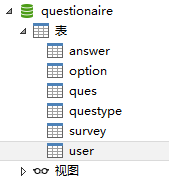 questionaire
表
answer
option
ques
questype
survey
user
视图